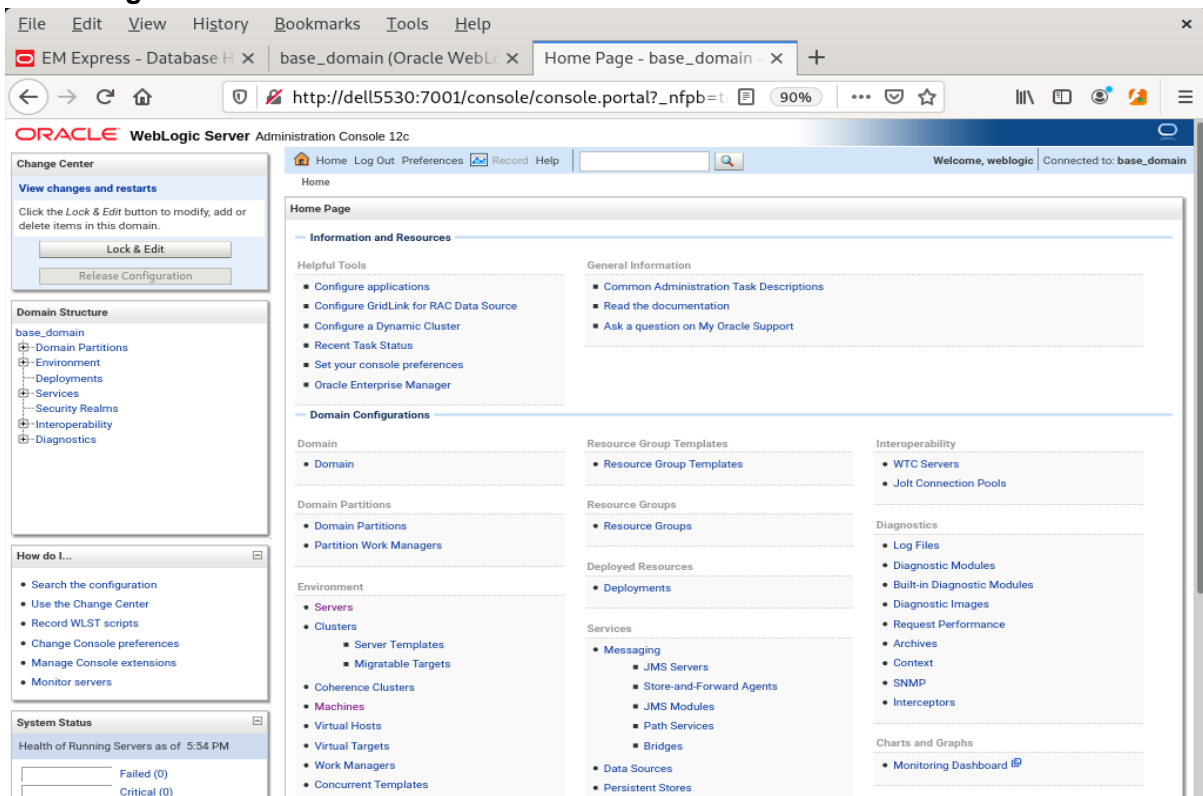 File Edit View History Bookmarks Tools Help
EM Express - Database H
base_domain (Oracle WebLo
Home Page - base_domain -
http://dell5530:7001/console/console.portal?_nfpb=t
90%
ORACLE WebLogic Server Administration Console 12c
Change Center
View changes and restarts
Click the Lock & Edit button to modify, add or
delete items in this domain.
Lock & Edit
Release Configuration
Domain Structure
base_domain
Domain Partitions
Environment
Deployments
Services
Security Realms
Interoperability
Diagnostics
How do I...
Search the configuration
Use the Change Center
Record WLST scripts
Change Console preferences
Manage Console extensions
Monitor servers
System Status
Health of Running Servers as of 5:54 PM
Failed (0)
Critical (0)
Home Log Out Preferences Record Help
Welcome, weblogic Connected to: base_domain
Home
Home Page
Information and Resources
Helpful Tools
Configure applications
Configure GridLink for RAC Data Source
Configure a Dynamic Cluster
Recent Task Status
Set your console preferences
Oracle Enterprise Manager
General Information
Common Administration Task Descriptions
Read the documentation
Ask a question on My Oracle Support
Domain Configurations
Domain
Domain
Domain Partitions
Domain Partitions
Partition Work Managers
Environment
Servers
Clusters
Server Templates
Migratable Targets
Coherence Clusters
Machines
Virtual Hosts
Virtual Targets
Work Managers
Concurrent Templates
Resource Group Templates
Resource Group Templates
Resource Groups
Resource Groups
Deployed Resources
Deployments
Services
Messaging
JMS Servers
Store-and-Forward Agents
JMS Modules
Path Services
Bridges
Data Sources
Persistent Stores
Interoperability
WTC Servers
Jolt Connection Pools
Diagnostics
Log Files
Diagnostic Modules
Built-in Diagnostic Modules
Diagnostic Images
Request Performance
Archives
Context
SNMP
Interceptors
Charts and Graphs
Monitoring Dashboard